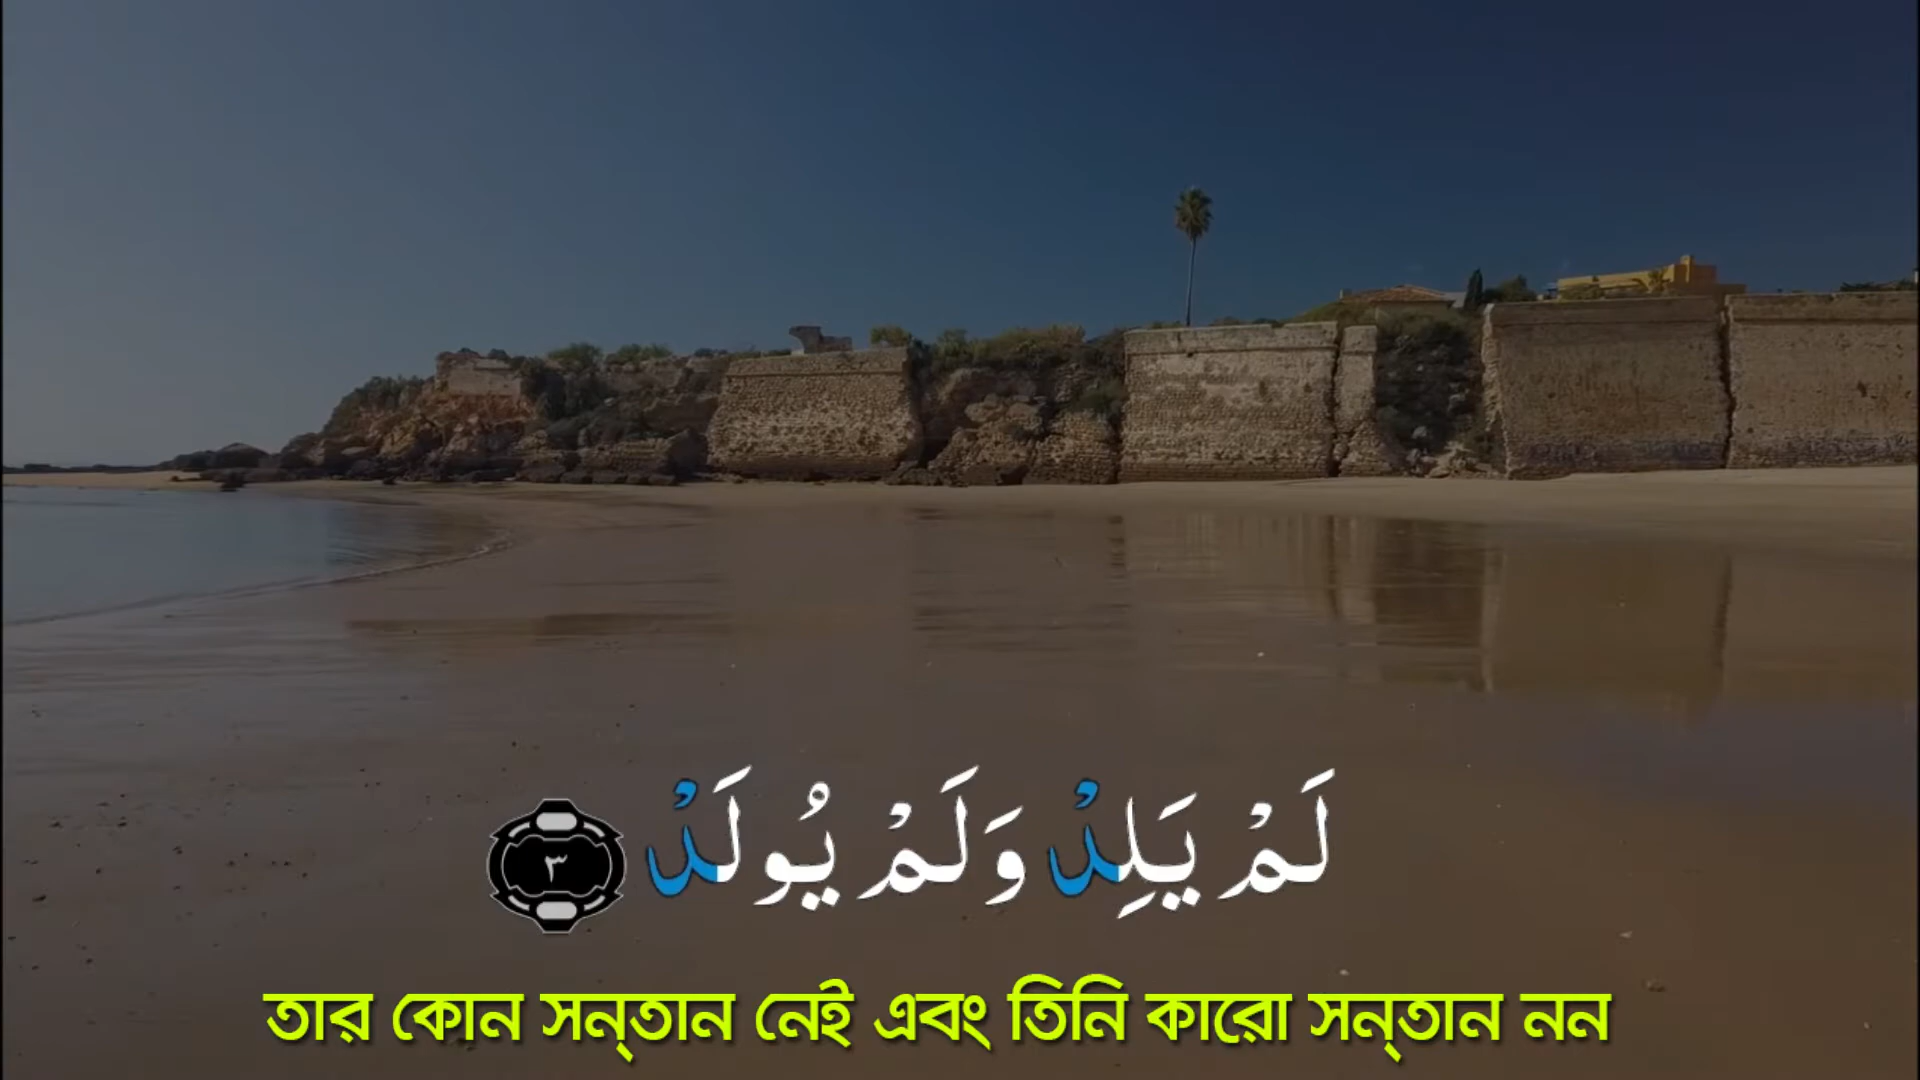 لَمْ يَلِدْ وَلَمْ يُولَدْ ٣
তার কোন সন্‌তান নেই এবং তিনি কারো সন্‌তান নন